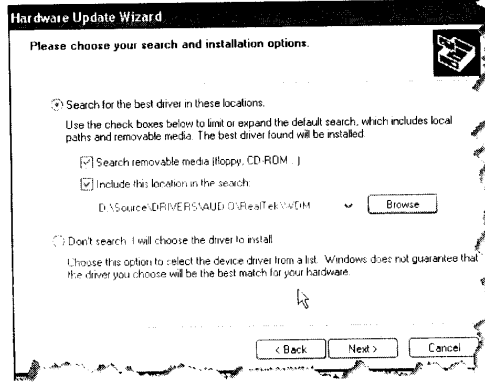 Hardware Update Wizard
Please choose your search and installation options.
Search for the best driver in these locations.
Use the check boxes below to limit or expand the default search, which includes local
paths and removable media. The best driver found will be installed.
Search removable media (floppy, CD-ROM...)
Include this location in the search:
D:\Source\DRIVERS\AUDIO\RealTek\WDM
Browse
Don't search. I will choose the driver to install.
Choose this option to select the device driver from a list. Windows does not guarantee that
the driver you choose will be the best match for your hardware.
< Back
Next >
Cancel